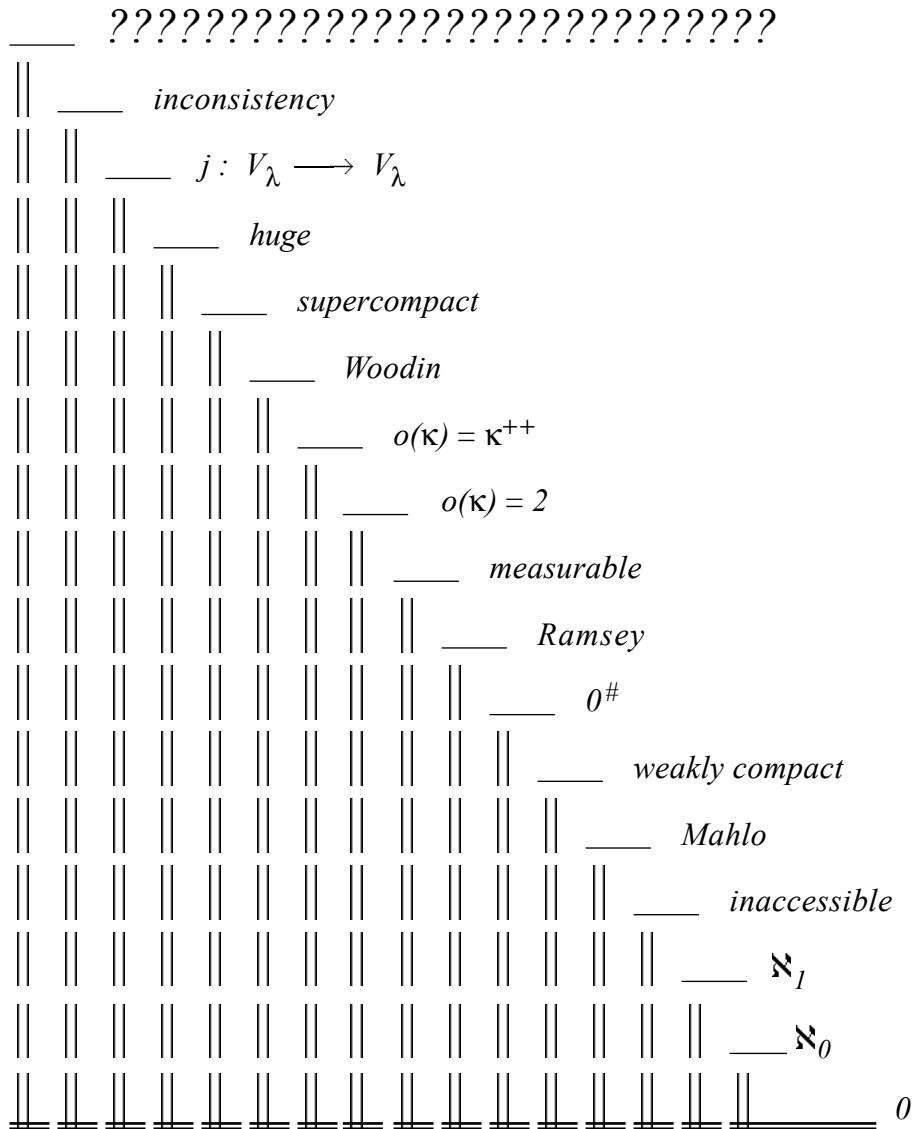 ????????????????????????????
inconsistency
j : V_λ ⟶ V_λ
huge
supercompact
Woodin
o(κ) = κ⁺⁺
o(κ) = 2
measurable
Ramsey
0^#
weakly compact
Mahlo
inaccessible
ℵ₁
ℵ₀
0